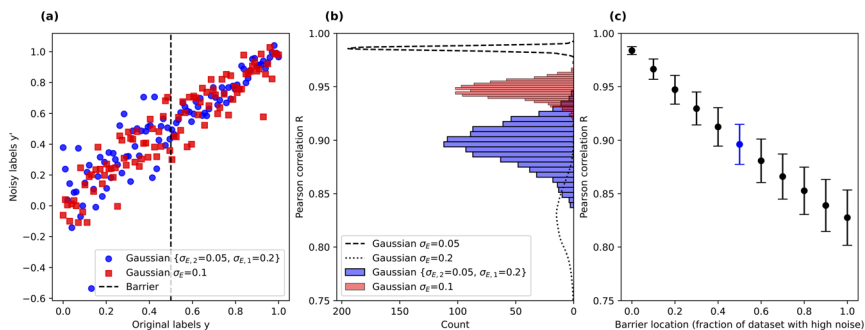 (a)
Noisy labels y'
1.0
0.8
0.6
0.4
0.2
0.0
−0.2
−0.4
−0.6
0.0 0.2 0.4 0.6 0.8 1.0
Original labels y
Gaussian {σE,2=0.05, σE,1=0.2}
Gaussian σE=0.1
Barrier
(b)
Pearson correlation R
1.00
0.95
0.90
0.85
0.80
0.75
200 150 100 50 0
Count
Gaussian σE=0.05
Gaussian σE=0.2
Gaussian {σE,2=0.05, σE,1=0.2}
Gaussian σE=0.1
(c)
Pearson correlation R
1.00
0.95
0.90
0.85
0.80
0.75
0.0 0.2 0.4 0.6 0.8 1.0
Barrier location (fraction of dataset with high noise)